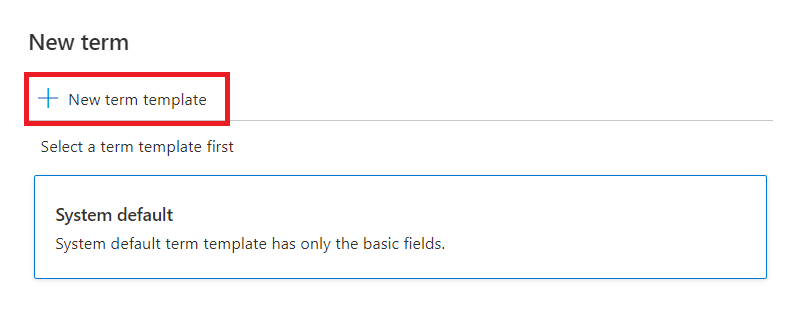 New term
New term template
Select a term template first
System default
System default term template has only the basic fields.